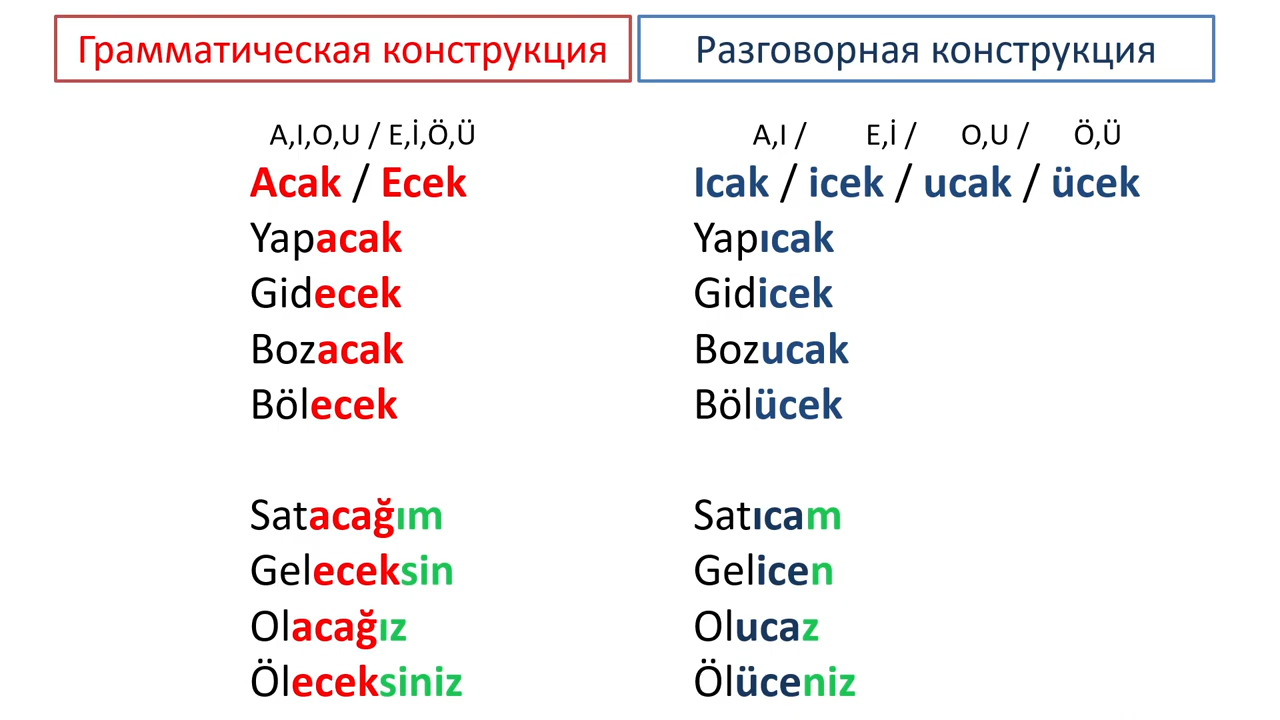 Грамматическая конструкция Разговорная конструкция
A,I,O,U / E,İ,Ö,Ü A,I / E,İ / O,U / Ö,Ü
Acak / Ecek Icak / icek / ucak / ücek
Yapacak Yapıcak
Gidecek Gidicek
Bozacak Bozucak
Bölecek Bölücek
Satacağım Satıcam
Geleceksin Gelicen
Olacağız Olucaz
Öleceksiniz Ölüceniz